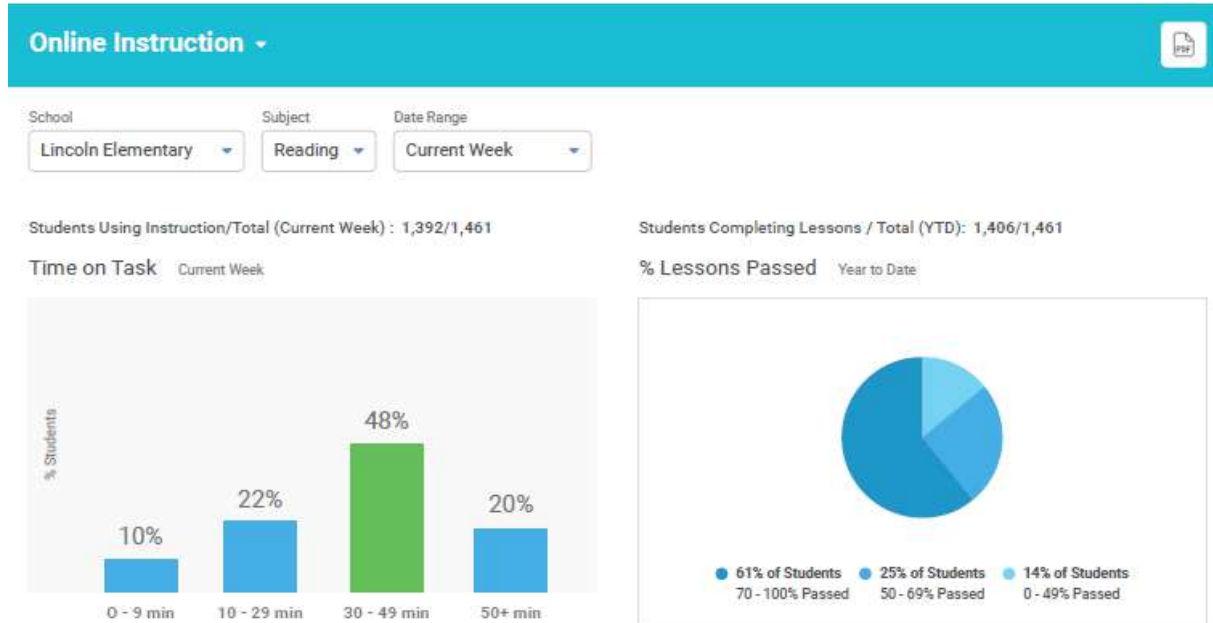 Online Instruction
PDF
School
Subject
Date Range
Lincoln Elementary
Reading
Current Week
Students Using Instruction/Total (Current Week) : 1,392/1,461
Time on Task Current Week
% Students
10%
22%
48%
20%
0 - 9 min
10 - 29 min
30 - 49 min
50+ min
Students Completing Lessons / Total (YTD): 1,406/1,461
% Lessons Passed Year to Date
61% of Students
70 - 100% Passed
25% of Students
50 - 69% Passed
14% of Students
0 - 49% Passed